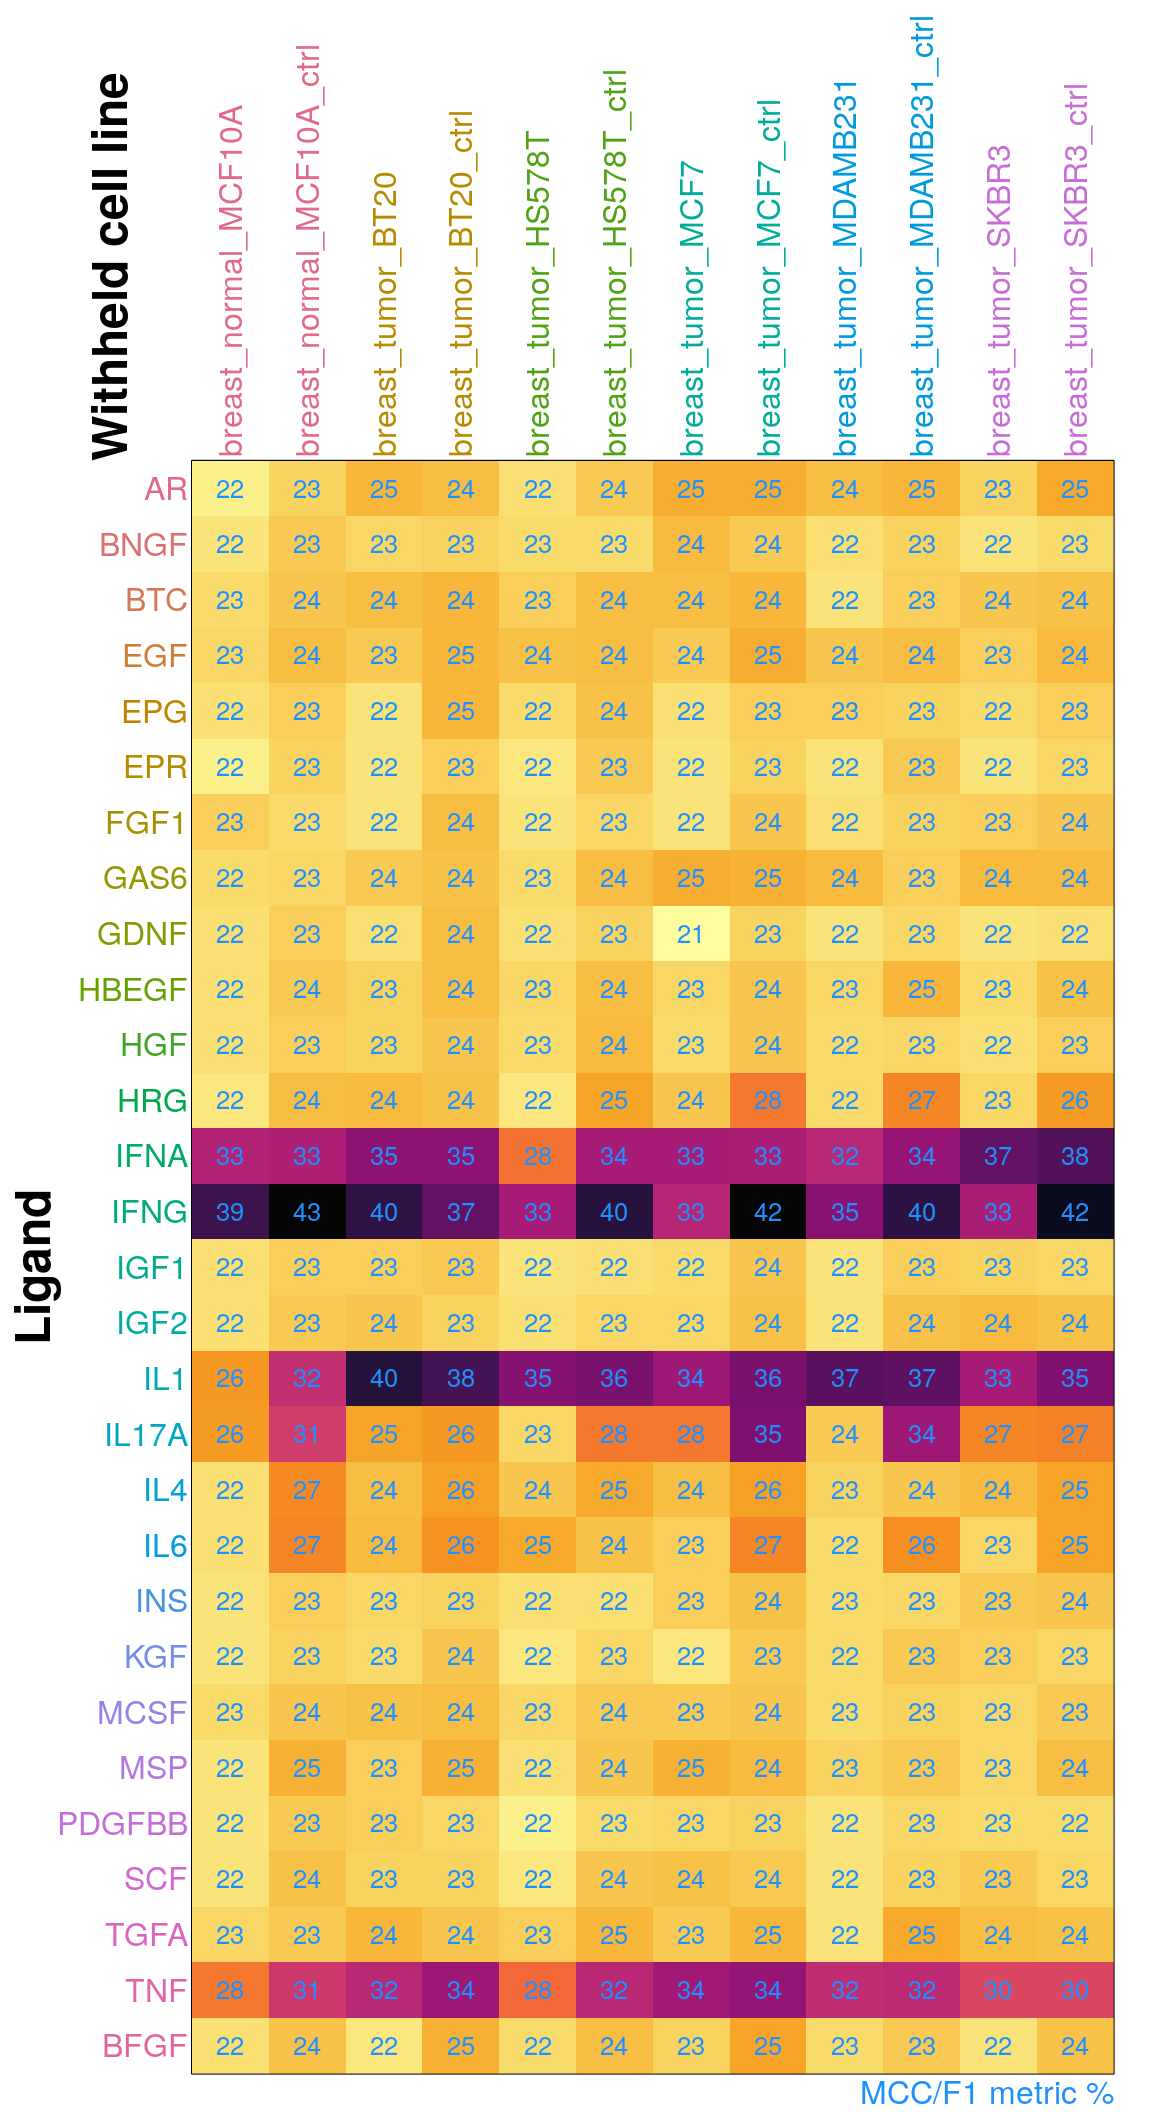 Withheld cell line
breast_normal_MCF10A
breast_normal_MCF10A_ctrl
breast_tumor_BT20
breast_tumor_BT20_ctrl
breast_tumor_HS578T
breast_tumor_HS578T_ctrl
breast_tumor_MCF7
breast_tumor_MCF7_ctrl
breast_tumor_MDAMB231
breast_tumor_MDAMB231_ctrl
breast_tumor_SKBR3
breast_tumor_SKBR3_ctrl
Ligand
AR 22 23 25 24 22 24 25 25 24 25 23 25
BNGF 22 23 23 23 23 23 24 24 22 23 22 23
BTC 23 24 24 24 23 24 24 24 22 23 24 24
EGF 23 24 23 25 24 24 24 25 24 24 23 24
EPG 22 23 22 25 22 24 22 23 23 23 22 23
EPR 22 23 22 23 22 23 22 23 22 23 22 23
FGF1 23 23 22 24 22 23 22 24 22 23 23 24
GAS6 22 23 24 24 23 24 25 25 24 23 24 24
GDNF 22 23 22 24 22 23 21 23 22 23 22 22
HBEGF 22 24 23 24 23 24 23 24 23 25 23 24
HGF 22 23 23 24 23 24 23 24 22 23 22 23
HRG 22 24 24 24 22 25 24 28 22 27 23 26
IFNA 33 33 35 35 28 34 33 33 32 34 37 38
IFNG 39 43 40 37 33 40 33 42 35 40 33 42
IGF1 22 23 23 23 22 22 22 24 22 23 23 23
IGF2 22 23 24 23 22 23 23 24 22 24 24 24
IL1 26 32 40 38 35 36 34 36 37 37 33 35
IL17A 26 31 25 26 23 28 28 35 24 34 27 27
IL4 22 27 24 26 24 25 24 26 23 24 24 25
IL6 22 27 24 26 25 24 23 27 22 26 23 25
INS 22 23 23 23 22 22 23 24 23 23 23 24
KGF 22 23 23 24 22 23 22 23 22 23 23 23
MCSF 23 24 24 24 23 24 23 24 23 23 23 23
MSP 22 25 23 25 22 24 25 24 23 23 23 24
PDGFBB 22 23 23 23 22 23 23 23 22 23 23 22
SCF 22 24 23 23 22 24 24 24 22 23 23 23
TGFA 23 23 24 24 23 25 23 25 22 25 24 24
TNF 28 31 32 34 28 32 34 34 32 32 30 30
BFGF 22 24 22 25 22 24 23 25 23 23 22 24
MCC/F1 metric %